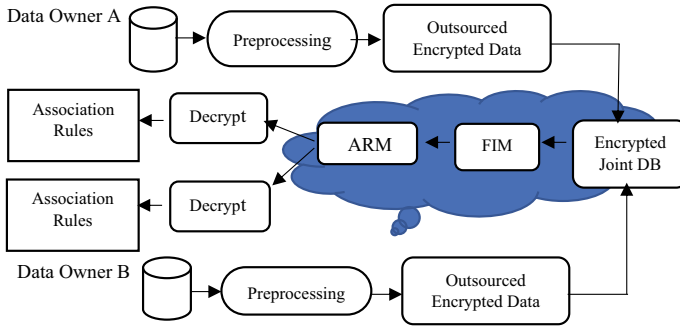 Data Owner A
Preprocessing
Outsourced
Encrypted Data
Association
Rules
Decrypt
ARM
FIM
Encrypted
Joint DB
Association
Rules
Decrypt
Data Owner B
Preprocessing
Outsourced
Encrypted Data